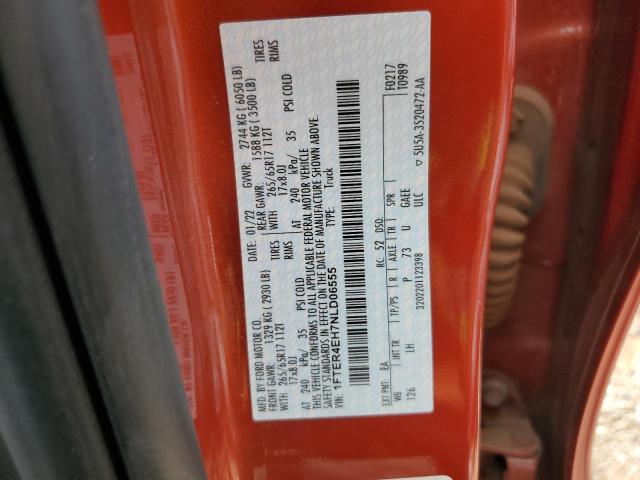 MFD. BY FORD MOTOR CO.
DATE: 01/22 GVWR: 2744 KG ( 6050 LB)
FRONT GAWR: 1329 KG ( 2930 LB) REAR GAWR: 1588 KG ( 3500 LB)
265/65R17 112T WITH TIRES 265/65R17 112T WITH TIRES
17x8.0J RIMS 17x8.0J RIMS
AT 240 kPa/ 35 PSI COLD AT 240 kPa/ 35 PSI COLD
THIS VEHICLE CONFORMS TO ALL APPLICABLE FEDERAL MOTOR VEHICLE
SAFETY STANDARDS IN EFFECT ON THE DATE OF MANUFACTURE SHOWN ABOVE.
VIN: 1FTER4EH7NLD06555 TYPE: Truck
F0217
T0989
EXT PNT: EA RC: 52 DSO:
WB INT TR TP/PS R AXLE TR SPR
126 LH P 73 U GAEE
3202201123398 ULC ▽ 5U5A-3520472-AA